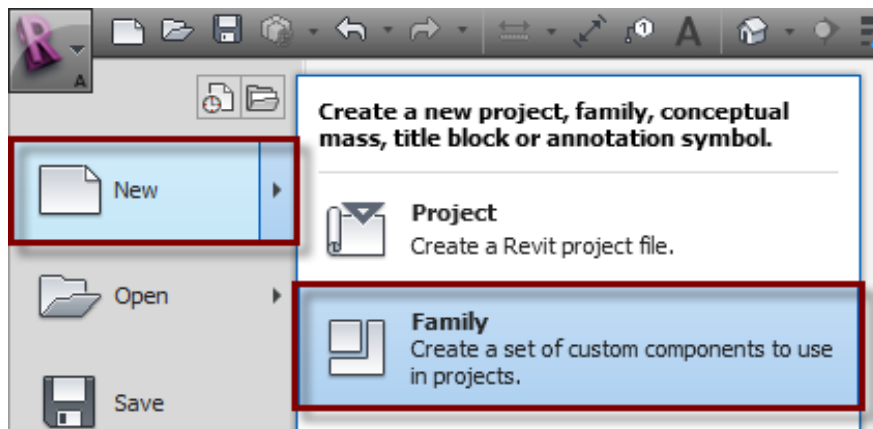 R
A
1
A
Create a new project, family, conceptual
mass, title block or annotation symbol.
New
Project
Create a Revit project file.
Open
Family
Create a set of custom components to use
in projects.
Save